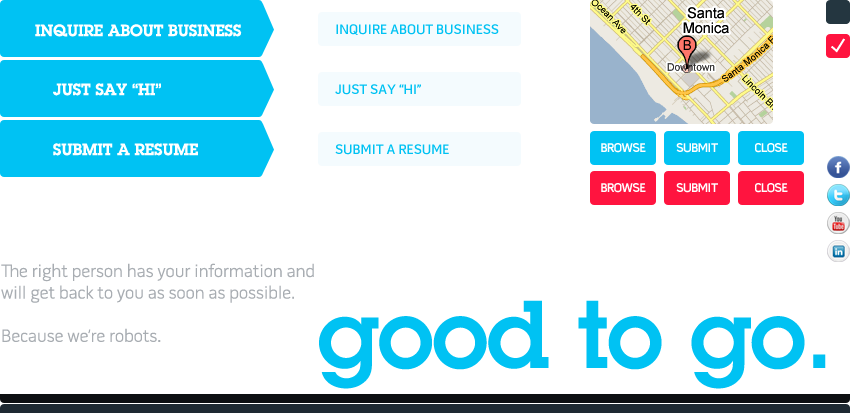 INQUIRE ABOUT BUSINESS
INQUIRE ABOUT BUSINESS
JUST SAY “HI”
JUST SAY “HI”
SUBMIT A RESUME
SUBMIT A RESUME
Ocean Ave
4th St
Santa
Monica
B
Downtown
Santa Monica F
Lincoln Bl
BROWSE
SUBMIT
CLOSE
BROWSE
SUBMIT
CLOSE
f
t
You
Tube
in
The right person has your information and
will get back to you as soon as possible.
Because we're robots.
good to go.